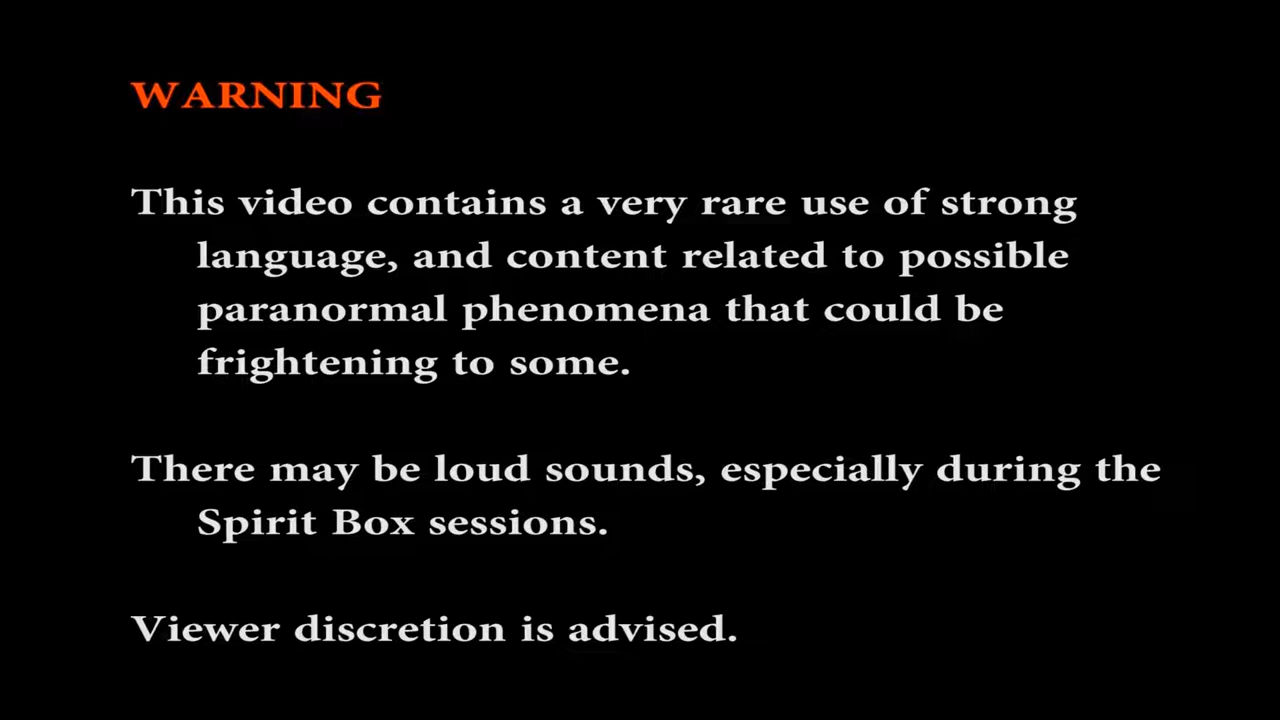 WARNING
This video contains a very rare use of strong
language, and content related to possible
paranormal phenomena that could be
frightening to some.
There may be loud sounds, especially during the
Spirit Box sessions.
Viewer discretion is advised.